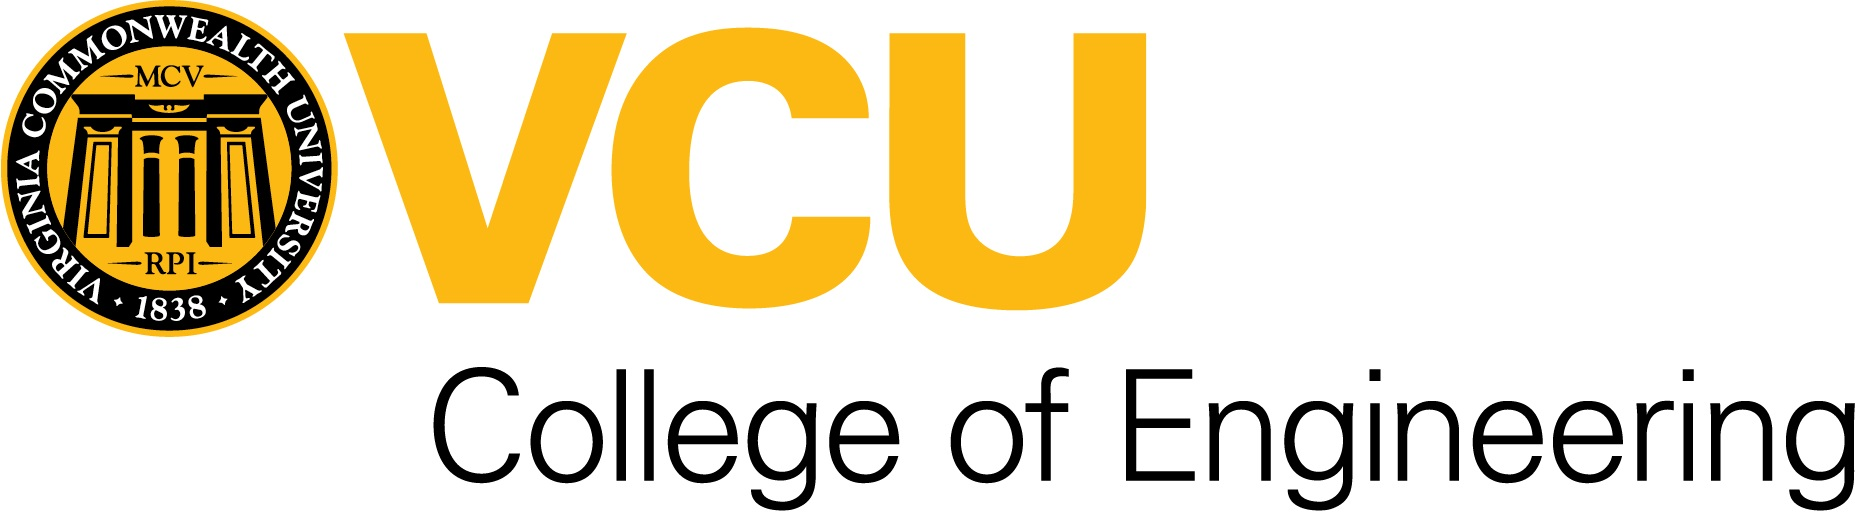 VIRGINIA COMMONWEALTH UNIVERSITY
MCV
RPI
· 1838 ·
VCU
College of Engineering